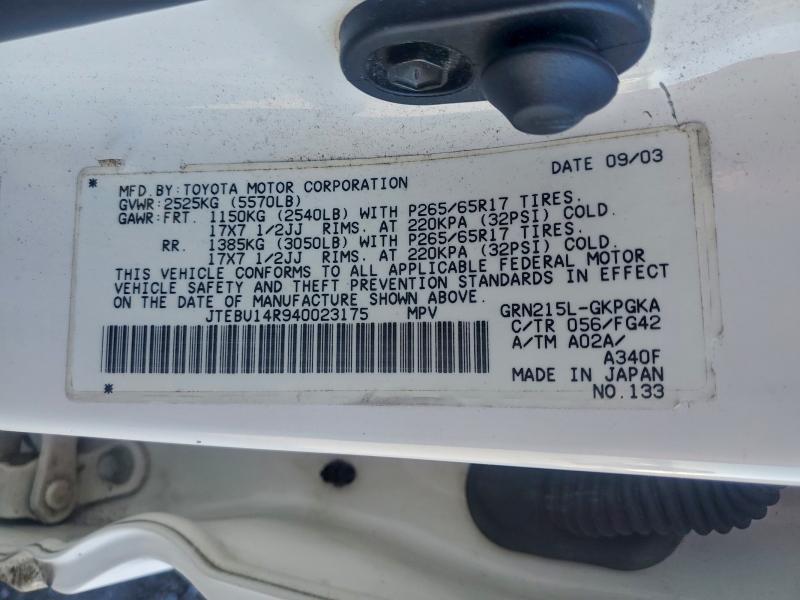 DATE 09/03
* MFD.BY:TOYOTA MOTOR CORPORATION
GVWR:2525KG (5570LB)
GAWR:FRT. 1150KG (2540LB) WITH P265/65R17 TIRES.
17X7 1/2JJ RIMS. AT 220KPA (32PSI) COLD.
RR. 1385KG (3050LB) WITH P265/65R17 TIRES.
17X7 1/2JJ RIMS. AT 220KPA (32PSI) COLD.
THIS VEHICLE CONFORMS TO ALL APPLICABLE FEDERAL MOTOR
VEHICLE SAFETY AND THEFT PREVENTION STANDARDS IN EFFECT
ON THE DATE OF MANUFACTURE SHOWN ABOVE.
JTEBU14R940023175 MPV
GRN215L-GKPGKA
C/TR 056/FG42
A/TM A02A/
A340F
MADE IN JAPAN
* NO.133